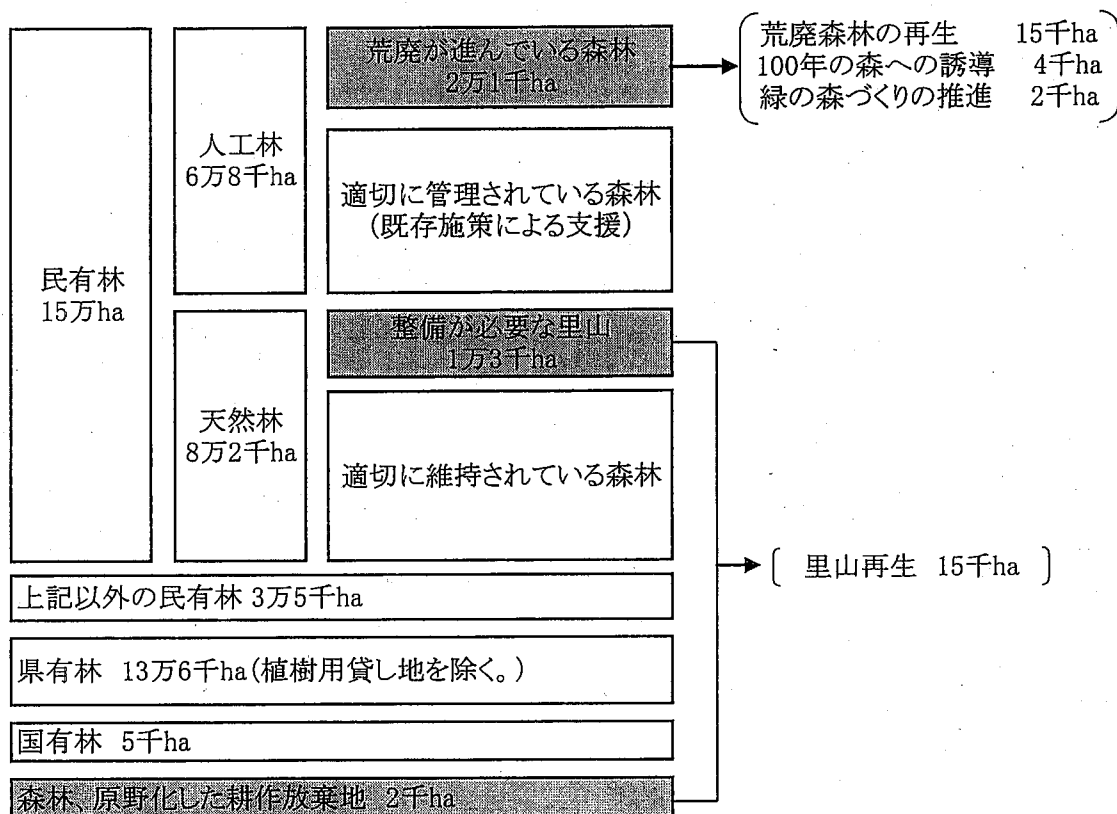 民有林
15万ha
人工林
6万8千ha
荒廃が進んでいる森林
2万1千ha
荒廃森林の再生 15千ha
100年の森への誘導 4千ha
緑の森づくりの推進 2千ha
適切に管理されている森林
(既存施策による支援)
天然林
8万2千ha
整備が必要な里山
1万3千ha
適切に維持されている森林
里山再生 15千ha
上記以外の民有林 3万5千ha
県有林 13万6千ha(植樹用貸し地を除く。)
国有林 5千ha
森林、原野化した耕作放棄地 2千ha